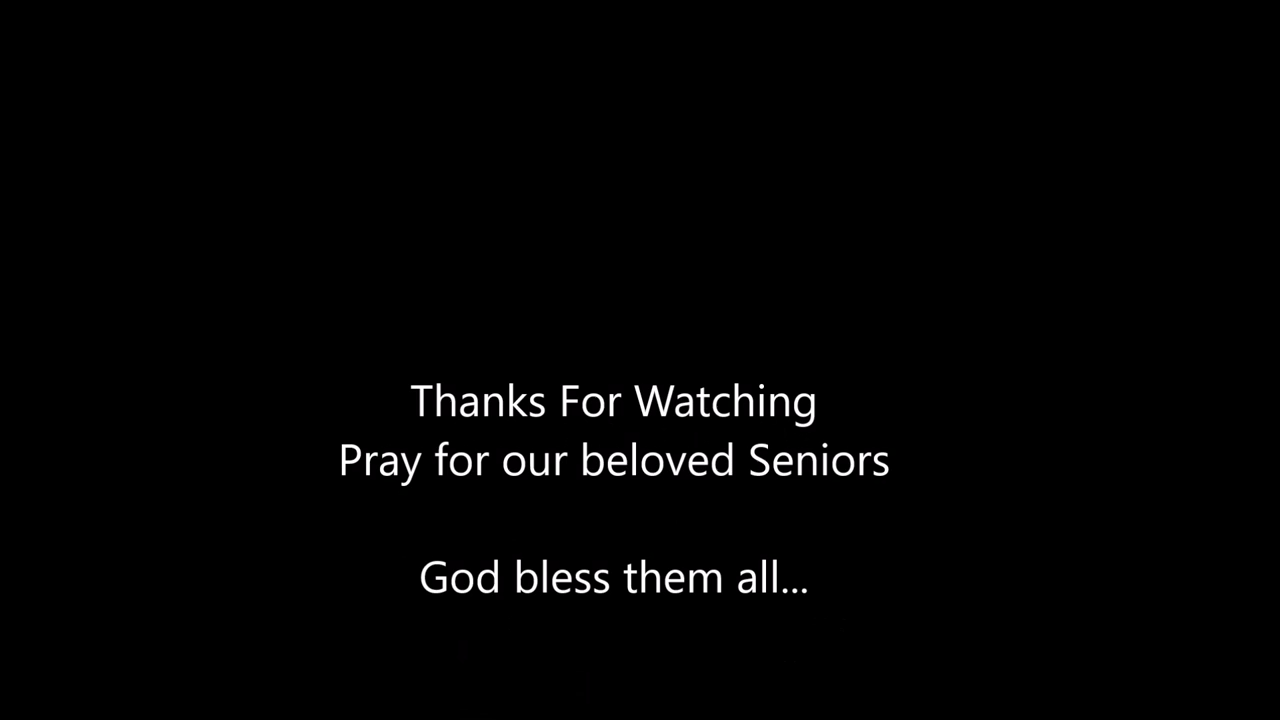 Thanks For Watching
Pray for our beloved Seniors
God bless them all...